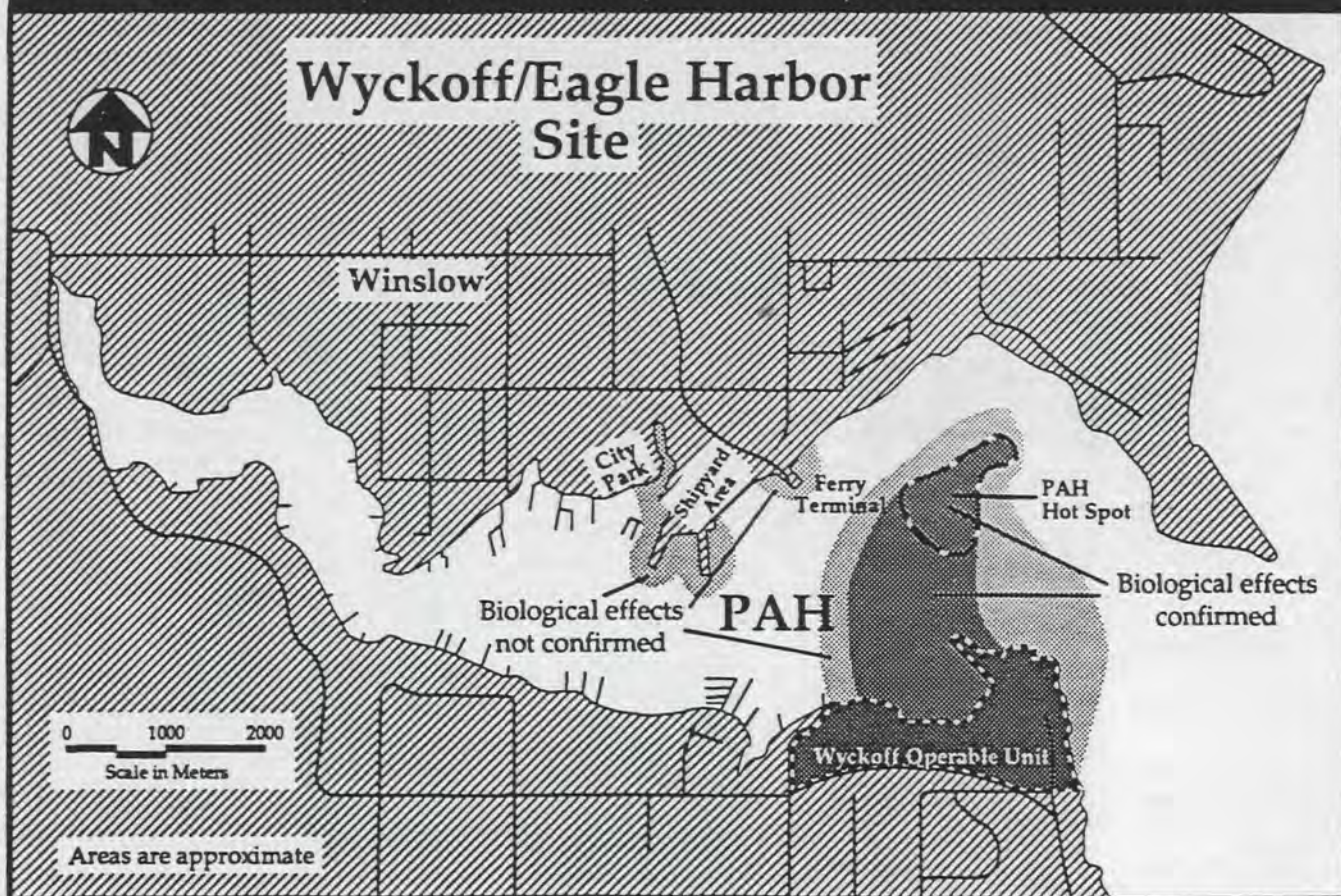 Wyckoff/Eagle Harbor
Site
N
Winslow
City
Park
Shipyard
Area
Ferry
Terminal
PAH
Hot Spot
Biological effects
not confirmed
PAH
Biological effects
confirmed
Wyckoff Operable Unit
0 1000 2000
Scale in Meters
Areas are approximate